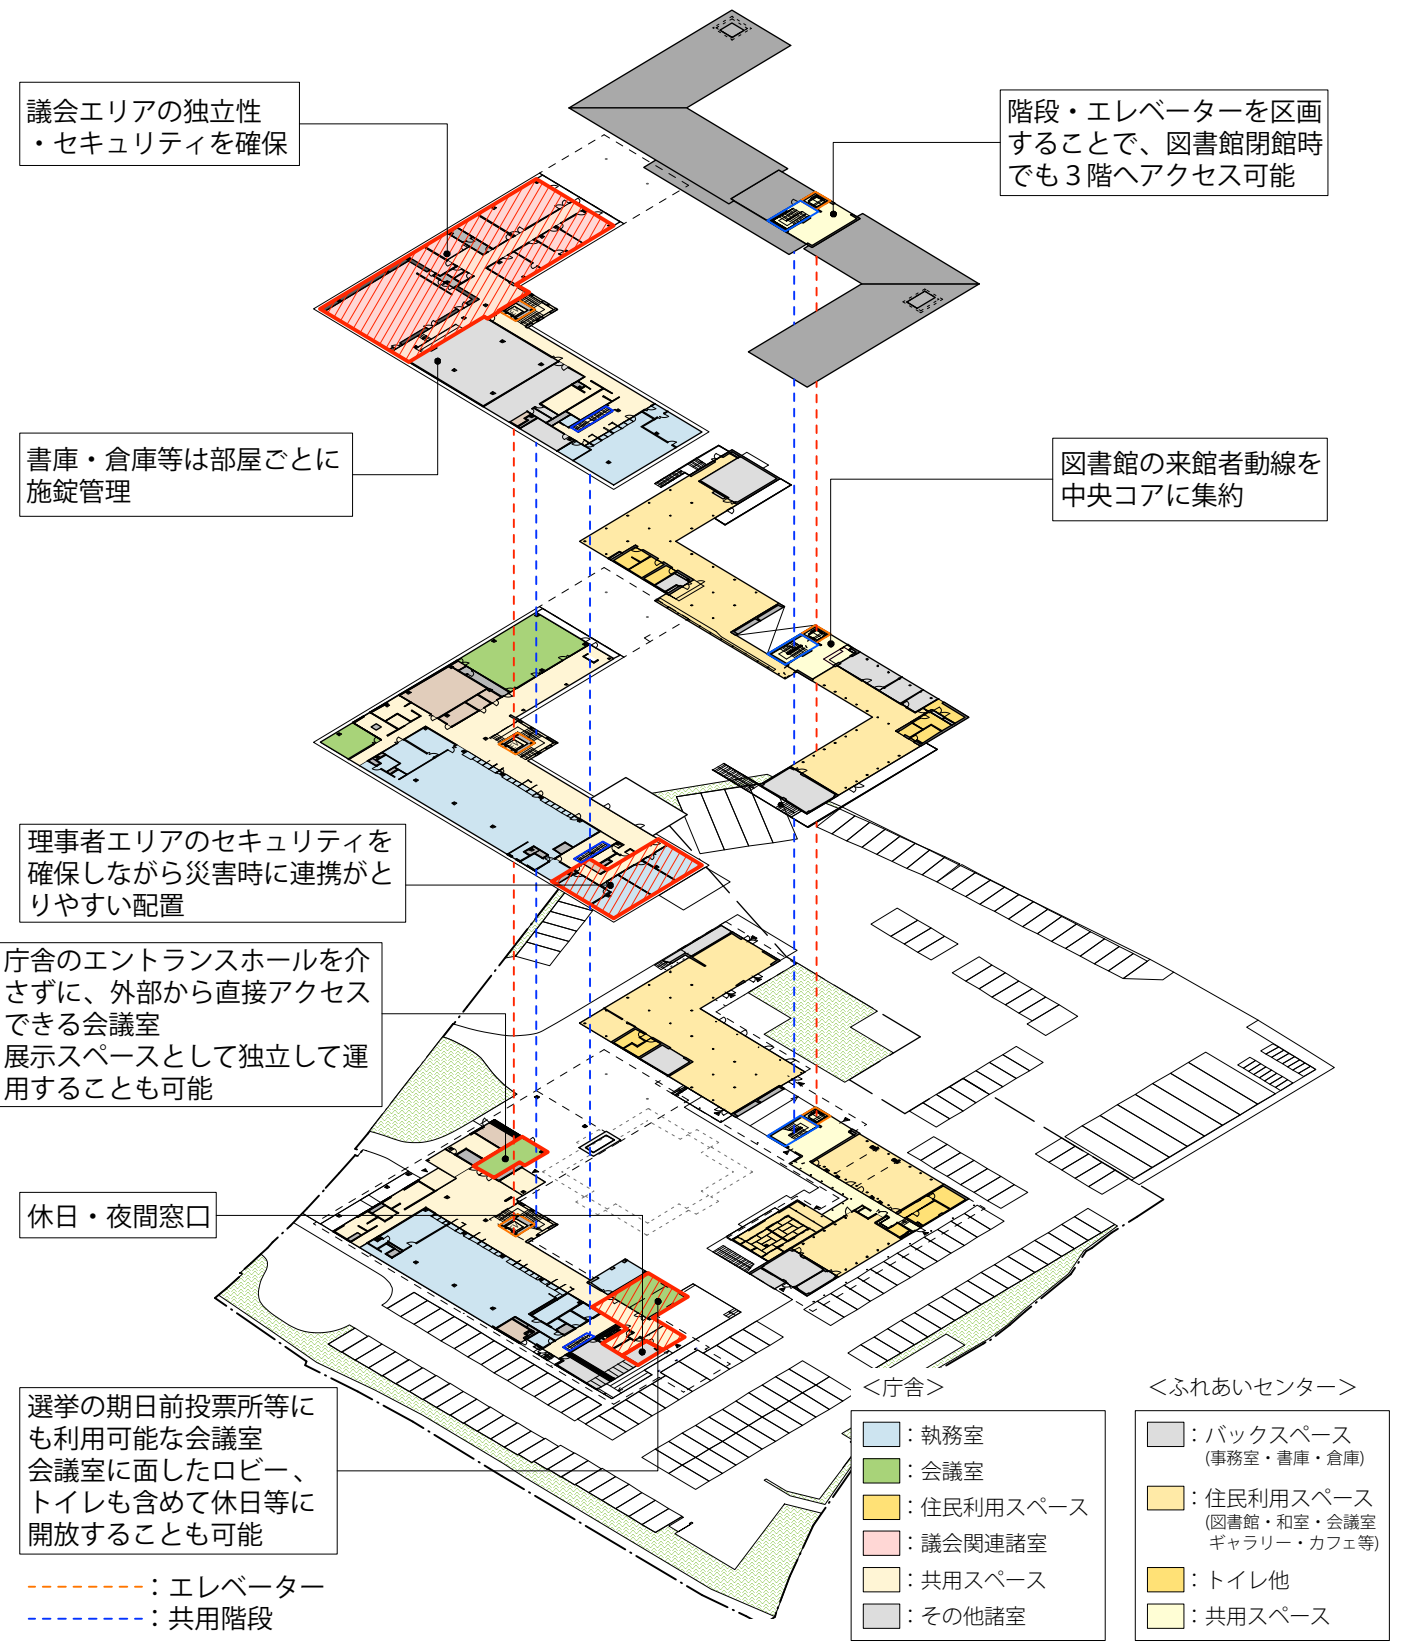 議会エリアの独立性
・セキュリティを確保
階段・エレベーターを区画
することで、図書館閉館時
でも３階へアクセス可能
書庫・倉庫等は部屋ごとに
施錠管理
図書館の来館者動線を
中央コアに集約
理事者エリアのセキュリティを
確保しながら災害時に連携がと
りやすい配置
庁舎のエントランスホールを介
さずに、外部から直接アクセス
できる会議室
展示スペースとして独立して運
用することも可能
休日・夜間窓口
選挙の期日前投票所等に
も利用可能な会議室
会議室に面したロビー、
トイレも含めて休日等に
開放することも可能
：エレベーター
：共用階段
＜庁舎＞
：執務室
：会議室
：住民利用スペース
：議会関連諸室
：共用スペース
：その他諸室
＜ふれあいセンター＞
：バックスペース
(事務室・書庫・倉庫)
：住民利用スペース
(図書館・和室・会議室
ギャラリー・カフェ等)
：トイレ他
：共用スペース